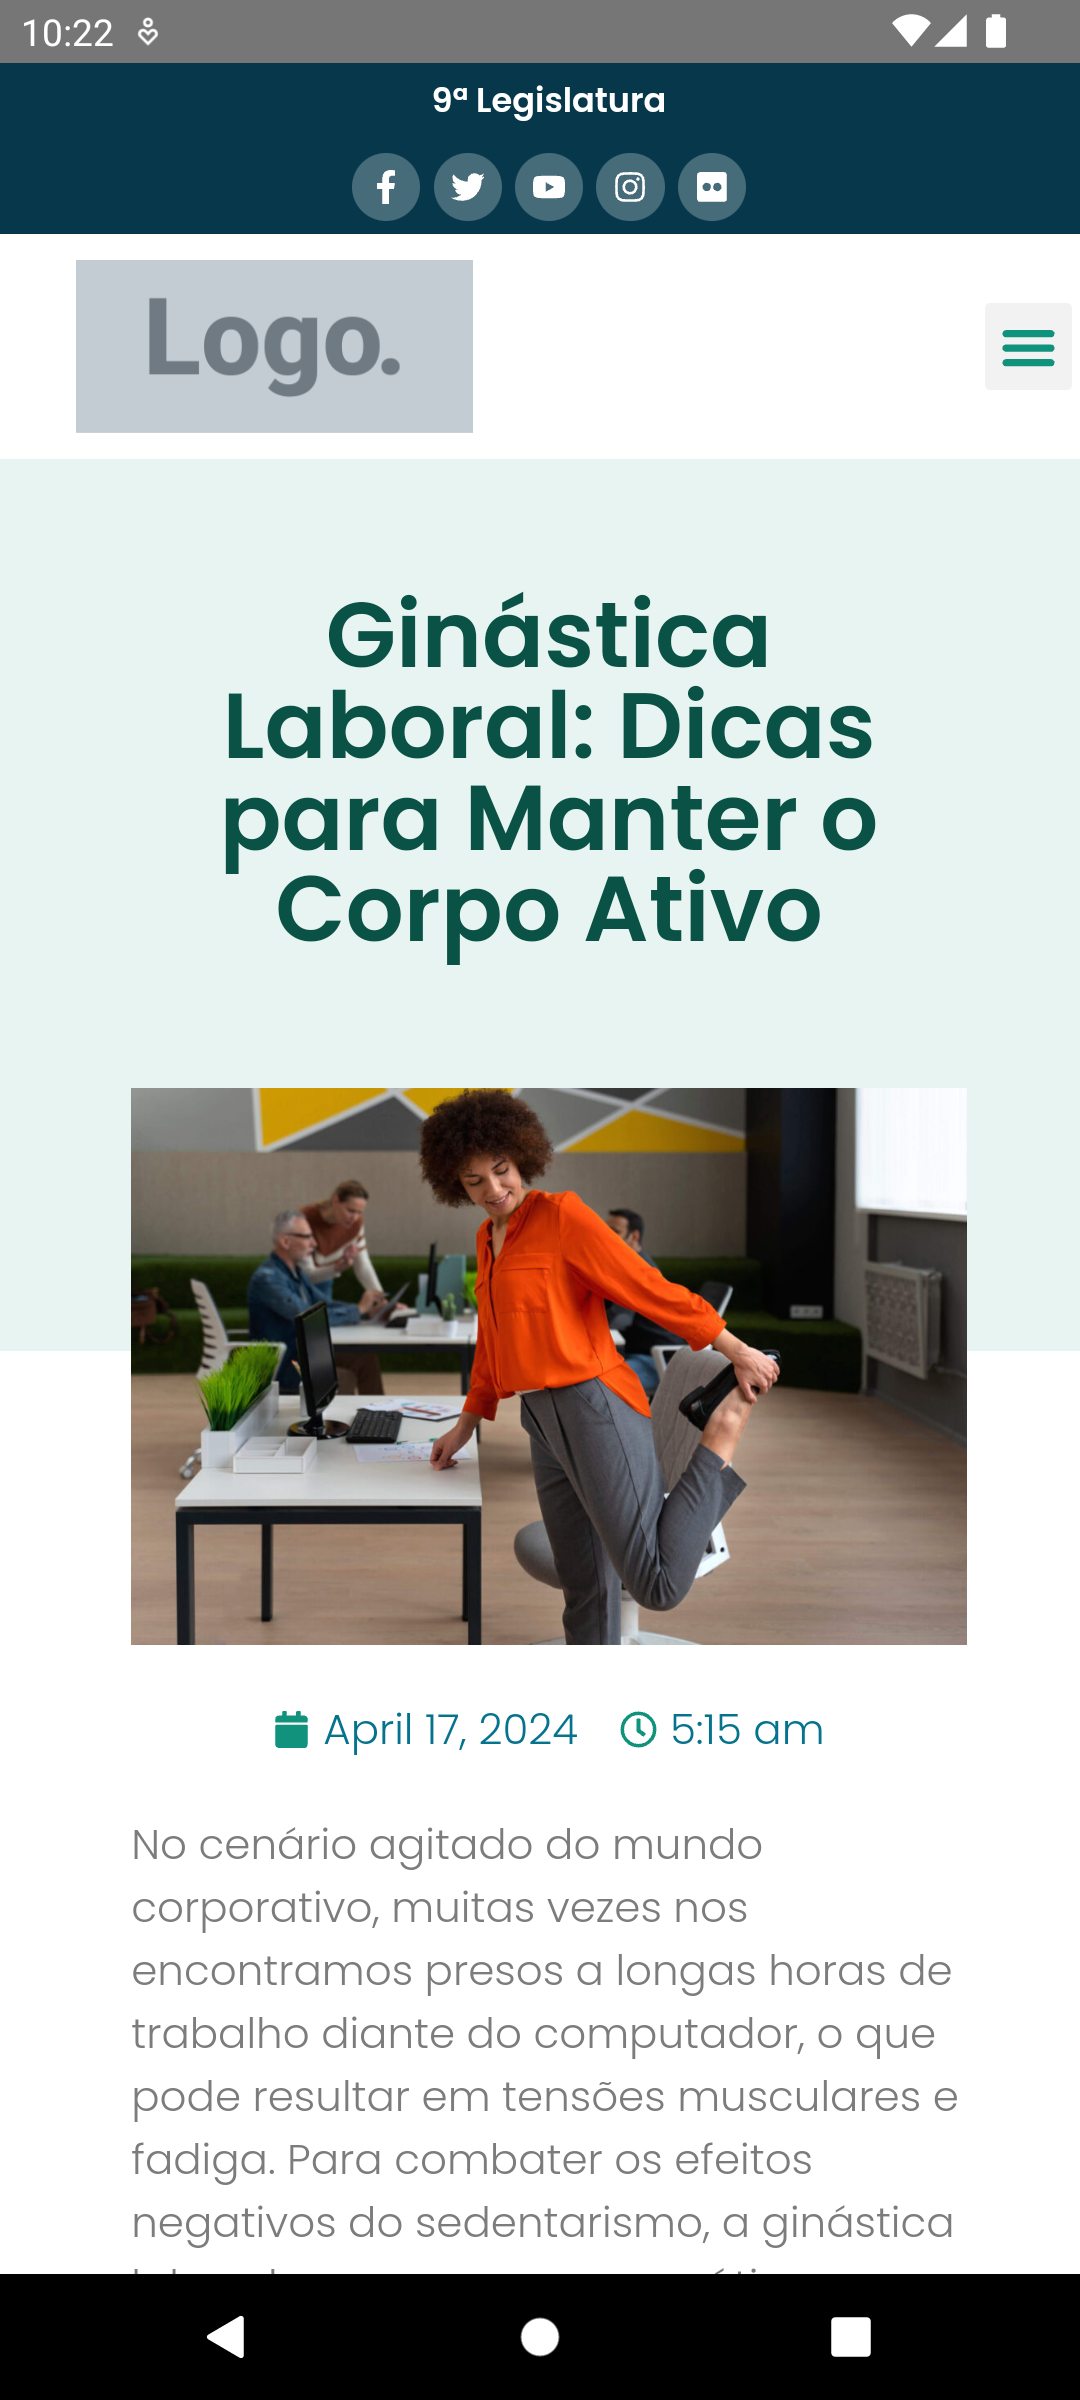 10:22
9ª Legislatura
Logo.
Ginástica
Laboral: Dicas
para Manter o
Corpo Ativo
April 17, 2024 5:15 am
No cenário agitado do mundo
corporativo, muitas vezes nos
encontramos presos a longas horas de
trabalho diante do computador, o que
pode resultar em tensões musculares e
fadiga. Para combater os efeitos
negativos do sedentarismo, a ginástica